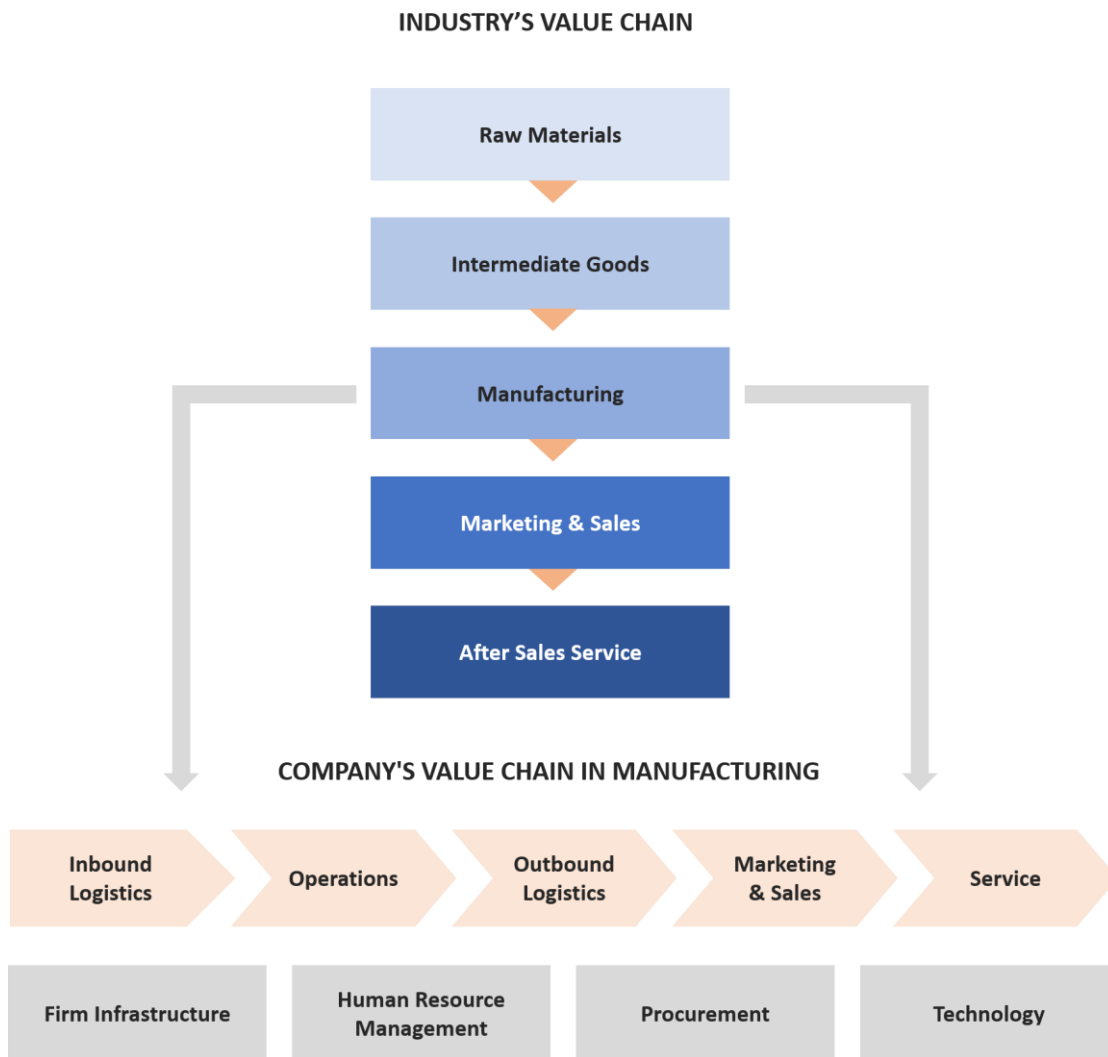 INDUSTRY’S VALUE CHAIN
Raw Materials
Intermediate Goods
Manufacturing
Marketing & Sales
After Sales Service
COMPANY'S VALUE CHAIN IN MANUFACTURING
Inbound
Logistics
Operations
Outbound
Logistics
Marketing
& Sales
Service
Firm Infrastructure
Human Resource
Management
Procurement
Technology